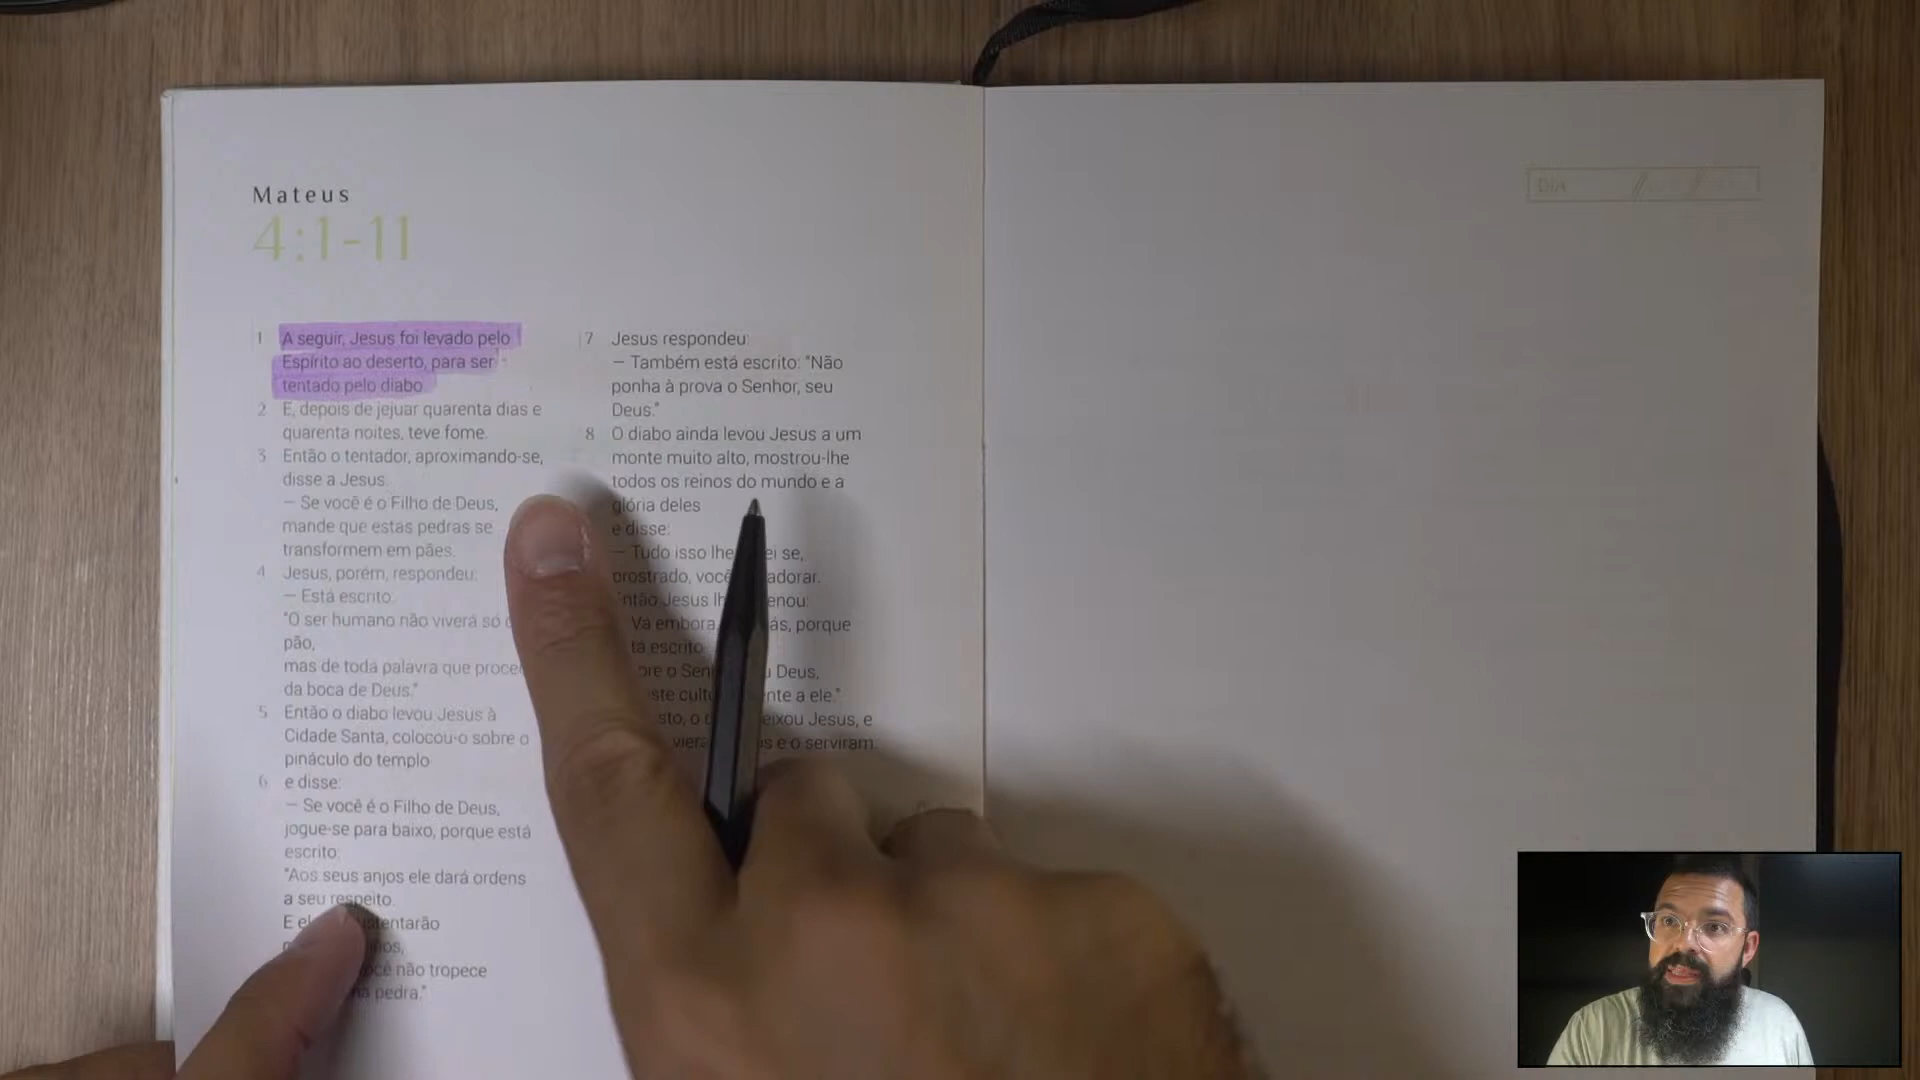 Mateus
4:1-11
1 A seguir, Jesus foi levado pelo
Espírito ao deserto, para ser
tentado pelo diabo
2 E, depois de jejuar quarenta dias e
quarenta noites, teve fome.
3 Então o tentador, aproximando-se,
disse a Jesus:
— Se você é o Filho de Deus,
mande que estas pedras se
transformem em pães.
4 Jesus, porém, respondeu:
— Está escrito:
"O ser humano não viverá só
pão,
mas de toda palavra que
da boca de Deus."
5 Então o diabo levou Jesus à
Cidade Santa, colocou-o sobre o
pináculo do templo
6 e disse:
— Se você é o Filho de Deus,
jogue-se para baixo, porque está
escrito:
"Aos seus anjos ele dará ordens
a seu respeito.
E
não tropece
pedra."
7 Jesus respondeu:
— Também está escrito: "Não
ponha à prova o Senhor, seu
Deus."
8 O diabo ainda levou Jesus a um
monte muito alto, mostrou-lhe
todos os reinos do mundo e a
glória deles
e disse:
— Tudo isso lhe se,
prostrado, você adorar.
Então Jesus
Vá embora, porque
escrito
o Deus,
a ele."
o Jesus, e
e o serviram.
DIA / /